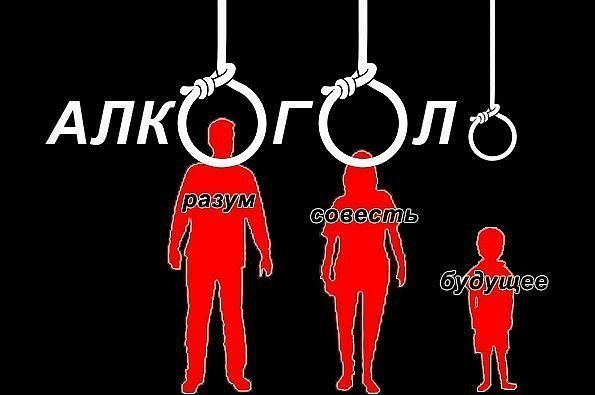 АЛКОГОЛЬ
разум
совесть
будущее